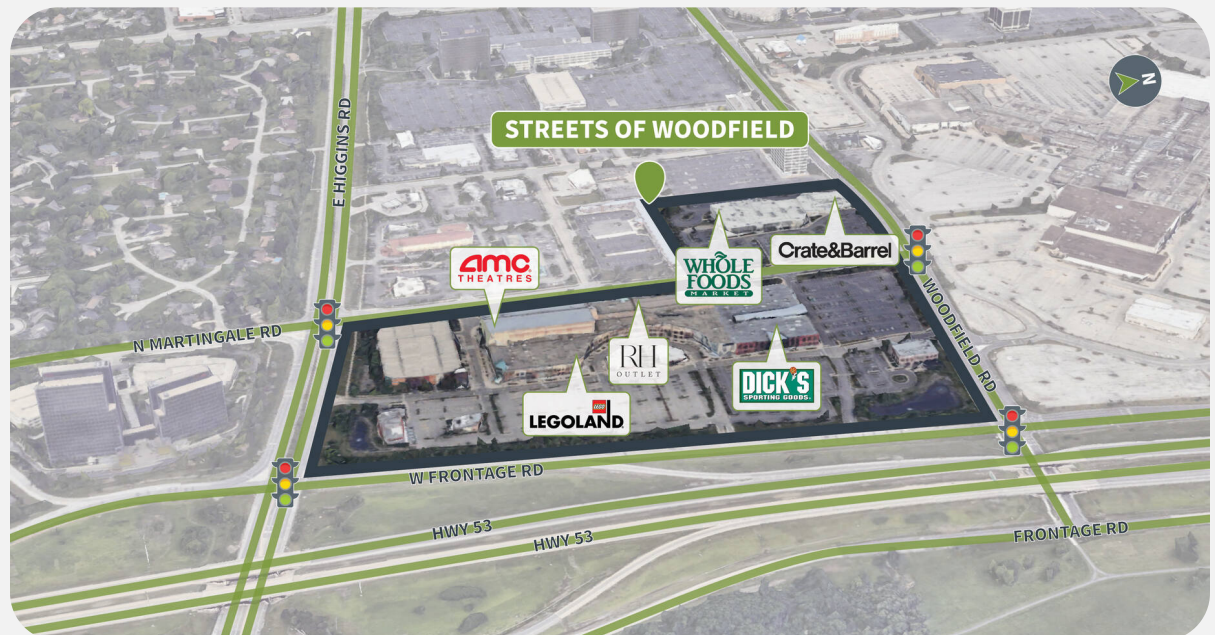 N
STREETS OF WOODFIELD
E HIGGINS RD
amc
THEATRES
WHOLE
FOODS
MARKET
Crate&Barrel
WOODFIELD RD
N MARTINGALE RD
RH
OUTLET
LEGO
LEGOLAND
DICK'S
SPORTING GOODS
W FRONTAGE RD
HWY 53
HWY 53
FRONTAGE RD